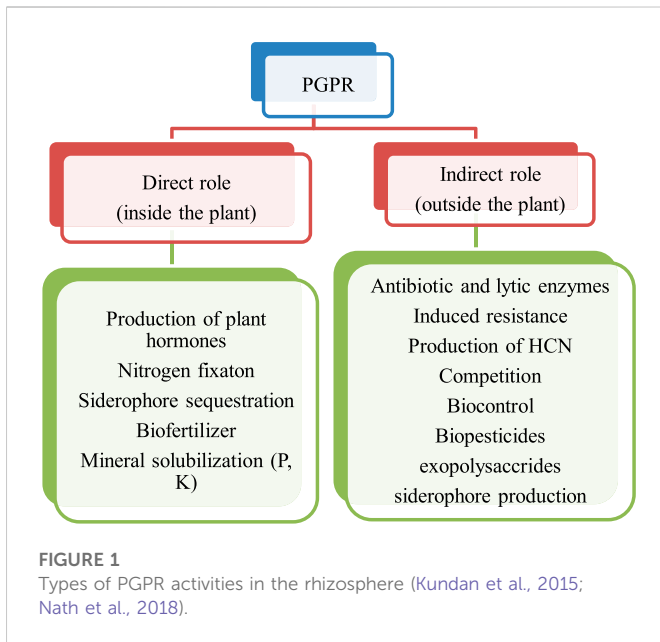 PGPR
Direct role
(inside the plant)
Indirect role
(outside the plant)
Production of plant
hormones
Nitrogen fixaton
Siderophore sequestration
Biofertilizer
Mineral solubilization (P,
K)
Antibiotic and lytic enzymes
Induced resistance
Production of HCN
Competition
Biocontrol
Biopesticides
exopolysaccrides
siderophore production
FIGURE 1
Types of PGPR activities in the rhizosphere (Kundan et al., 2015;
Nath et al., 2018).